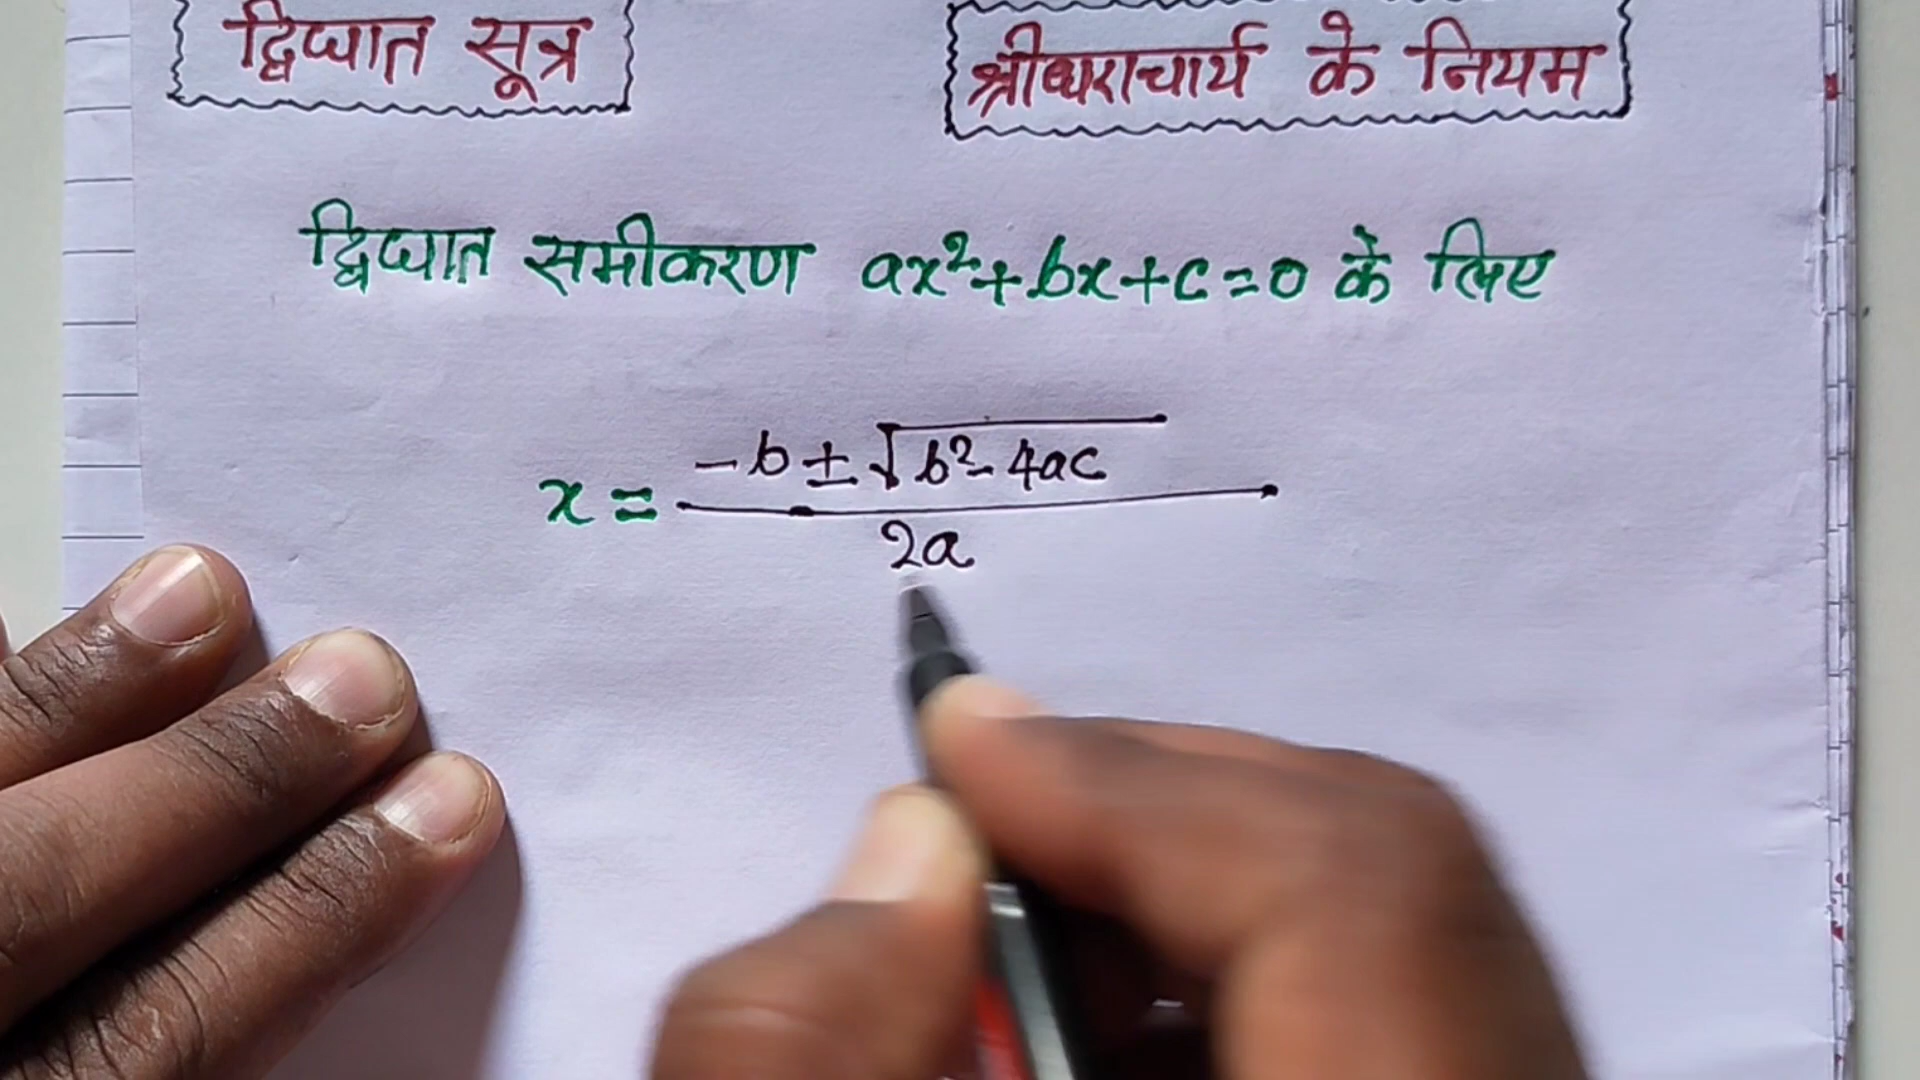 द्विघात सूत्र
श्रीधराचार्य के नियम
द्विघात समीकरण ax²+bx+c=0 के लिए
x = (-b ± √(b²-4ac)) / 2a